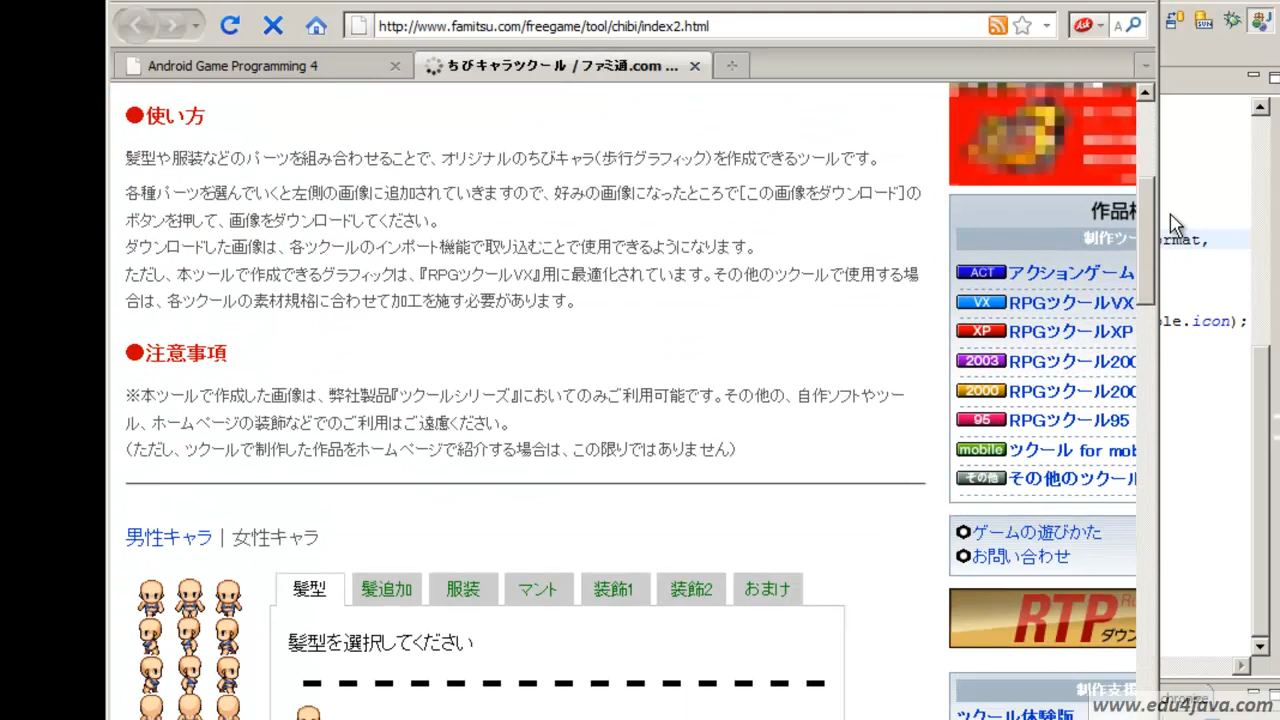 http://www.famitsu.com/freegame/tool/chibi/index2.html
Android Game Programming 4
ちびキャラツクール / ファミ通.com ...
●使い方
髪型や服装などのパーツを組み合わせることで、オリジナルのちびキャラ(歩行グラフィック)を作成できるツールです。
各種パーツを選んでいくと左側の画像に追加されていきますので、好みの画像になったところで[この画像をダウンロード]の
ボタンを押して、画像をダウンロードしてください。
ダウンロードした画像は、各ツクールのインポート機能で取り込むことで使用できるようになります。
ただし、本ツールで作成できるグラフィックは、『RPGツクールVX』用に最適化されています。その他のツクールで使用する場
合は、各ツクールの素材規格に合わせて加工を施す必要があります。
●注意事項
※本ツールで作成した画像は、弊社製品『ツクールシリーズ』においてのみご利用可能です。その他の、自作ソフトやツー
ル、ホームページの装飾などでのご利用はご遠慮ください。
(ただし、ツクールで制作した作品をホームページで紹介する場合は、この限りではありません)
男性キャラ | 女性キャラ
髪型 髪追加 服装 マント 装飾1 装飾2 おまけ
髪型を選択してください
作品
制作ツー
ACT アクションゲーム
VX RPGツクールVX
XP RPGツクールXP
2003 RPGツクール200
2000 RPGツクール200
95 RPGツクール95
mobile ツクール for mob
その他 その他のツクール
ゲームの遊びかた
お問い合わせ
RTP
ダウン
制作支援
ツクール体験版
rmat,
le.icon);
www.edu4java.com